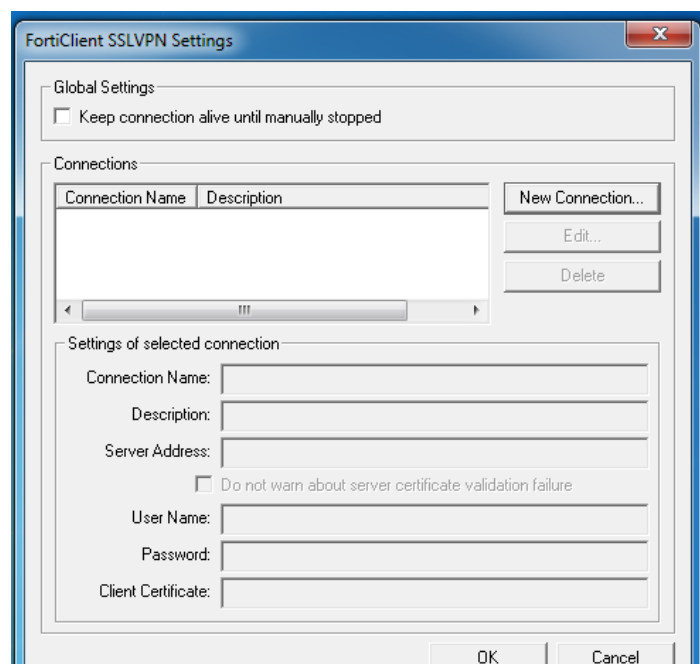 FortiClient SSLVPN Settings
Global Settings
Keep connection alive until manually stopped
Connections
Connection Name Description
New Connection...
Edit...
Delete
Settings of selected connection
Connection Name:
Description:
Server Address:
Do not warn about server certificate validation failure
User Name:
Password:
Client Certificate:
OK Cancel